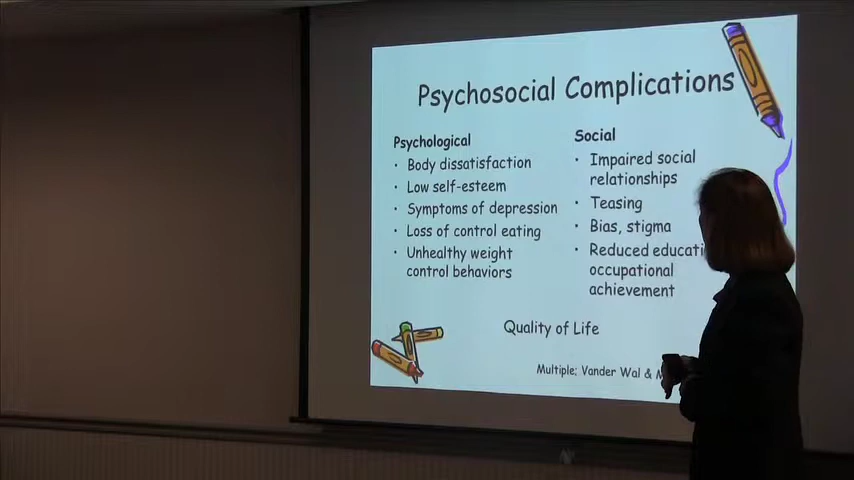 Psychosocial Complications
Psychological
• Body dissatisfaction
• Low self-esteem
• Symptoms of depression
• Loss of control eating
• Unhealthy weight
control behaviors
Social
• Impaired social
relationships
• Teasing
• Bias, stigma
• Reduced
occupational
achievement
Quality of Life
Multiple; Vander Wal &